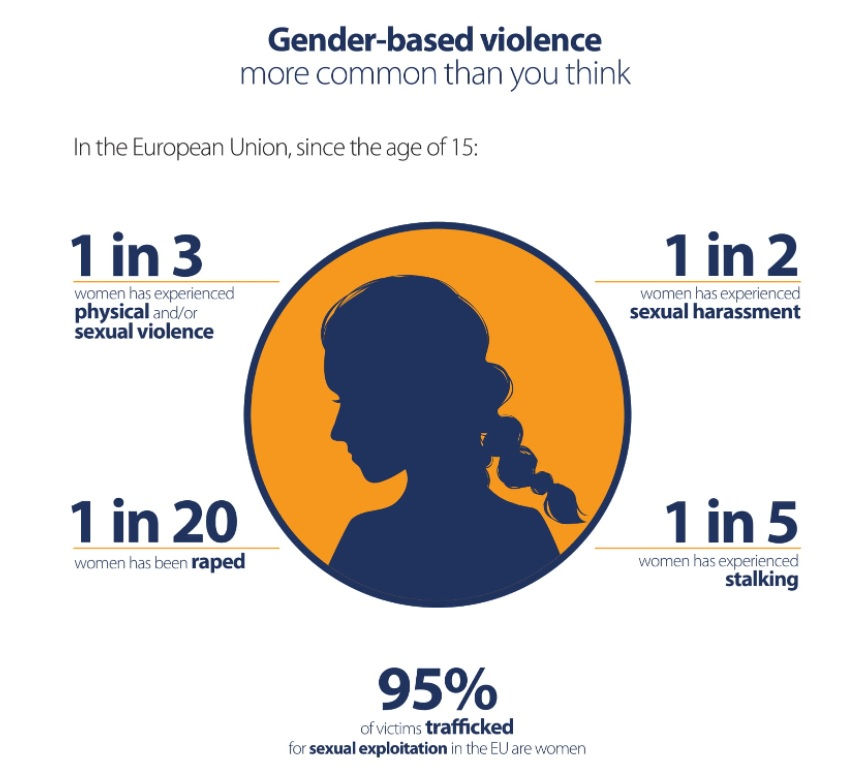 Gender-based violence
more common than you think
In the European Union, since the age of 15:
1 in 3
women has experienced
physical and/or
sexual violence
1 in 2
women has experienced
sexual harassment
1 in 20
women has been raped
1 in 5
women has experienced
stalking
95%
of victims trafficked
for sexual exploitation in the EU are women